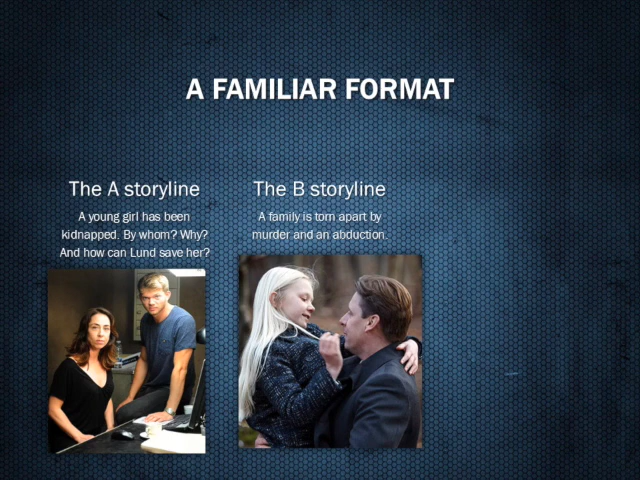 A FAMILIAR FORMAT
The A storyline
A young girl has been
kidnapped. By whom? Why?
And how can Lund save her?
The B storyline
A family is torn apart by
murder and an abduction.